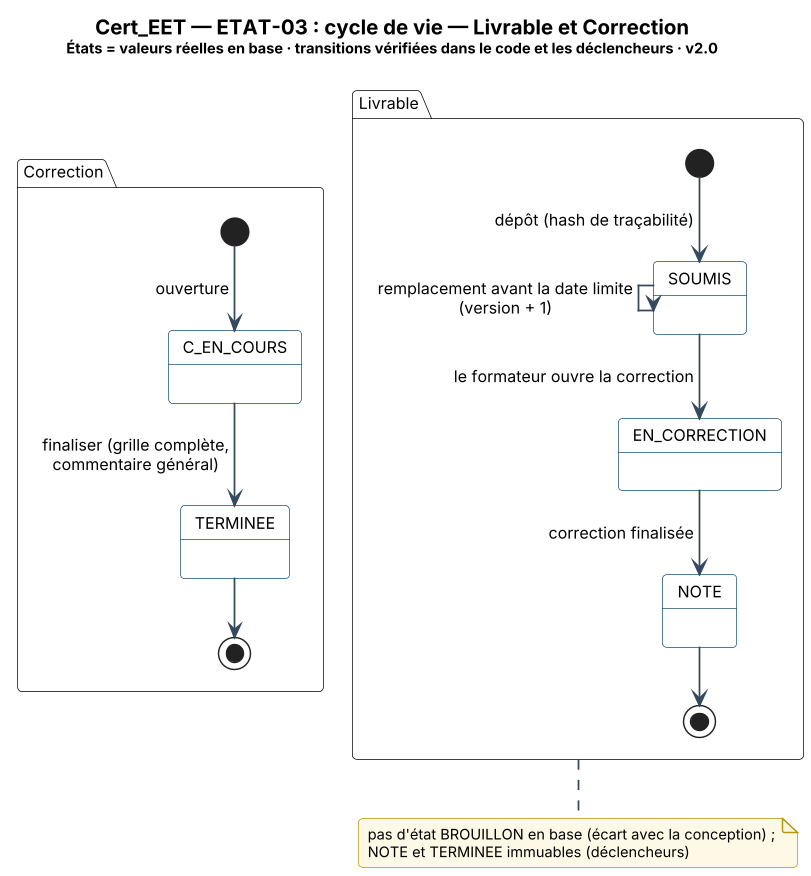 Cert_EET — ETAT-03 : cycle de vie — Livrable et Correction
États = valeurs réelles en base · transitions vérifiées dans le code et les déclencheurs · v2.0
Correction
ouverture
C_EN_COURS
finaliser (grille complète,
commentaire général)
TERMINEE
Livrable
dépôt (hash de traçabilité)
SOUMIS
remplacement avant la date limite
(version + 1)
le formateur ouvre la correction
EN_CORRECTION
correction finalisée
NOTE
pas d'état BROUILLON en base (écart avec la conception) ;
NOTE et TERMINEE immuables (déclencheurs)